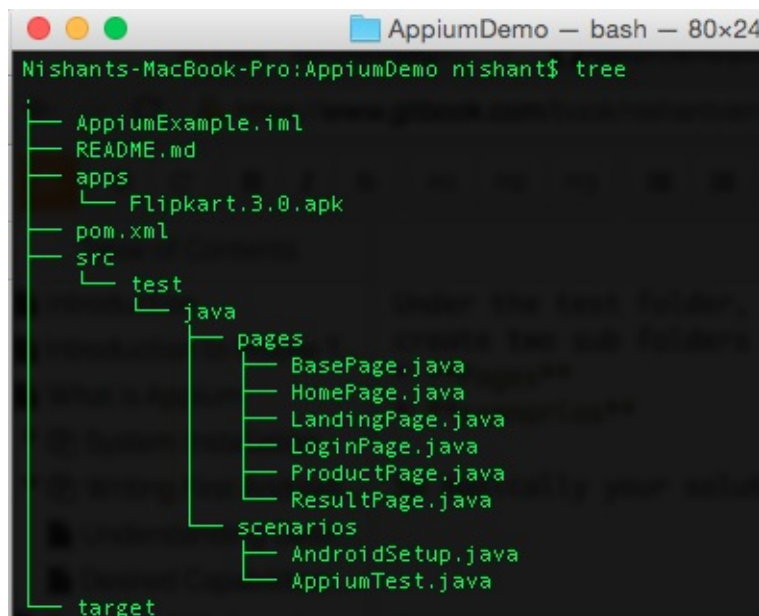 AppiumDemo — bash — 80×24
Nishants-MacBook-Pro:AppiumDemo nishant$ tree
.
├── AppiumExample.iml
├── README.md
├── apps
│   └── Flipkart.3.0.apk
├── pom.xml
├── src
│   └── test
│       └── java
│           ├── pages
│           │   ├── BasePage.java
│           │   ├── HomePage.java
│           │   ├── LandingPage.java
│           │   ├── LoginPage.java
│           │   ├── ProductPage.java
│           │   └── ResultPage.java
│           └── scenarios
│               ├── AndroidSetup.java
│               └── AppiumTest.java
└── target